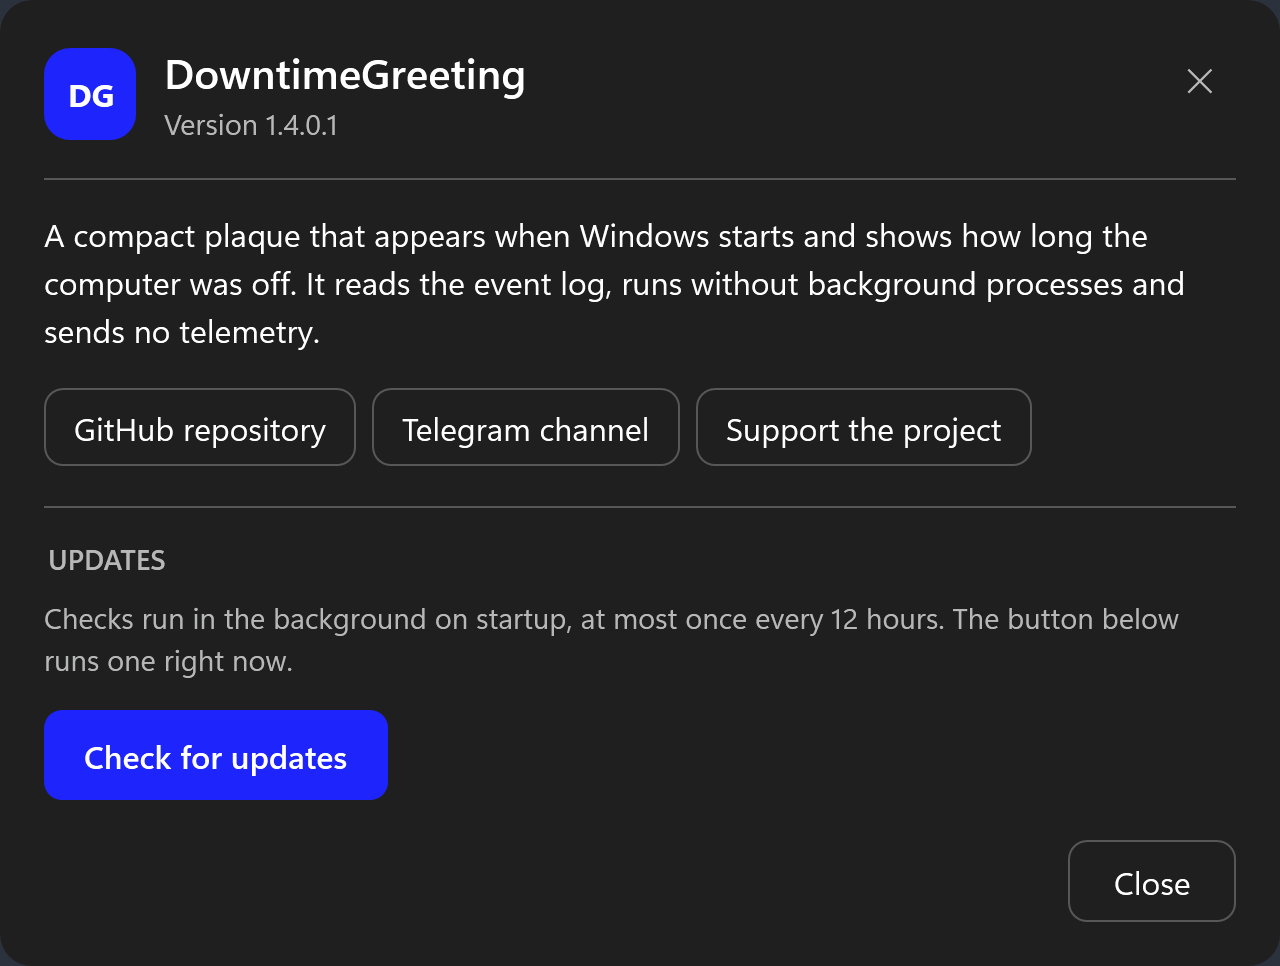 DG
DowntimeGreeting
Version 1.4.0.1
A compact plaque that appears when Windows starts and shows how long the
computer was off. It reads the event log, runs without background processes and
sends no telemetry.
GitHub repository
Telegram channel
Support the project
UPDATES
Checks run in the background on startup, at most once every 12 hours. The button below
runs one right now.
Check for updates
Close